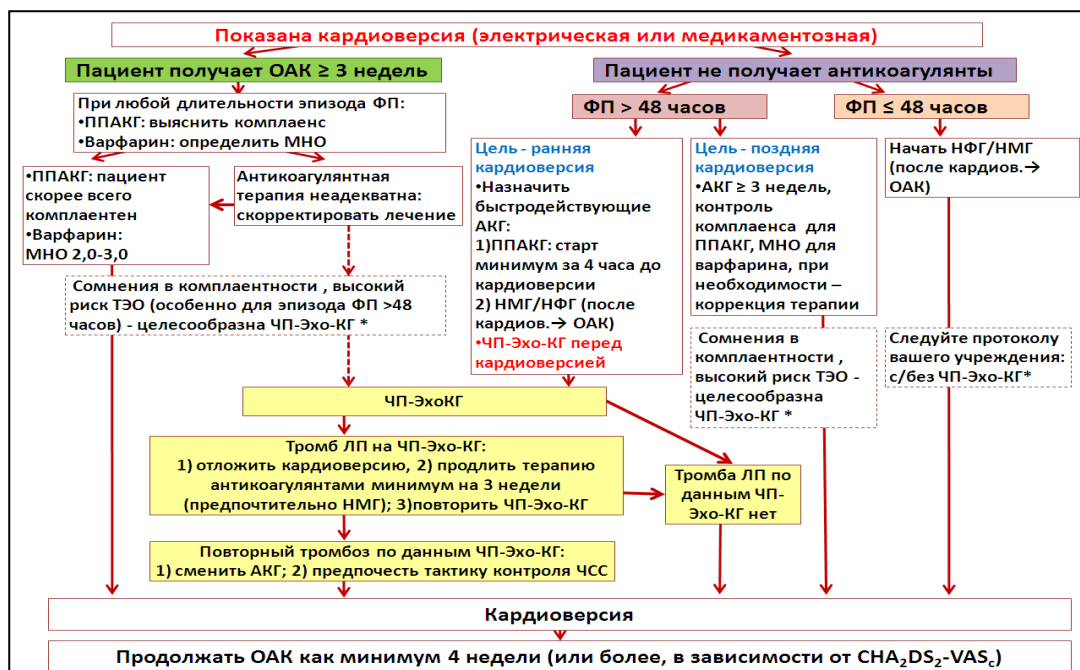 Показана кардиоверсия (электрическая или медикаментозная)
Пациент получает ОАК ≥ 3 недель
Пациент не получает антикоагулянты
При любой длительности эпизода ФП:
•ППАКГ: выяснить комплаенс
•Варфарин: определить МНО
ФП > 48 часов
ФП ≤ 48 часов
•ППАКГ: пациент
скорее всего
комплаентен
•Варфарин:
МНО 2,0-3,0
Антикоагулянтная
терапия неадекватна:
скорректировать лечение
Цель - ранняя
кардиоверсия
•Назначить
быстродействующие
АКГ:
1)ППАКГ: старт
минимум за 4 часа до
кардиоверсии
2) НМГ/НФГ (после
кардиов.→ ОАК)
•ЧП-Эхо-КГ перед
кардиоверсией
Цель - поздняя
кардиоверсия
•АКГ ≥ 3 недель,
контроль
комплаенса для
ППАКГ, МНО для
варфарина, при
необходимости –
коррекция терапии
Начать НФГ/НМГ
(после кардиов.→
ОАК)
Сомнения в комплаентности , высокий
риск ТЭО (особенно для эпизода ФП >48
часов) - целесообразна ЧП-Эхо-КГ *
Сомнения в
комплаентности ,
высокий риск ТЭО -
целесообразна
ЧП-Эхо-КГ *
Следуйте протоколу
вашего учреждения:
с/без ЧП-Эхо-КГ*
ЧП-ЭхоКГ
Тромб ЛП на ЧП-Эхо-КГ:
1) отложить кардиоверсию, 2) продлить терапию
антикоагулянтами минимум на 3 недели
(предпочтительно НМГ); 3)повторить ЧП-Эхо-КГ
Тромба ЛП по
данным ЧП-
Эхо-КГ нет
Повторный тромбоз по данным ЧП-Эхо-КГ:
1) сменить АКГ; 2) предпочесть тактику контроля ЧСС
Кардиоверсия
Продолжать ОАК как минимум 4 недели (или более, в зависимости от CHA₂DS₂-VASc)